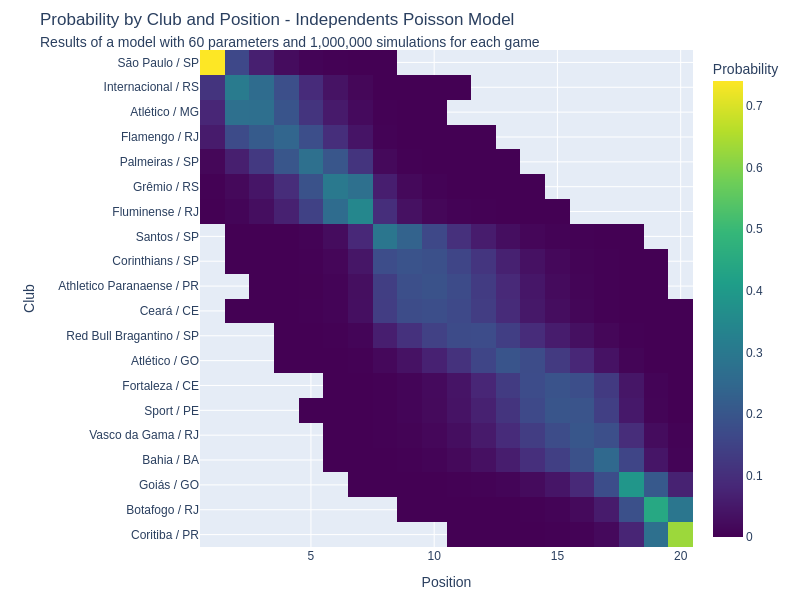 Probability by Club and Position - Independents Poisson Model
Results of a model with 60 parameters and 1,000,000 simulations for each game
Probability
São Paulo / SP
Internacional / RS
Atlético / MG
Flamengo / RJ
Palmeiras / SP
Grêmio / RS
Fluminense / RJ
Santos / SP
Corinthians / SP
Athletico Paranaense / PR
Ceará / CE
Red Bull Bragantino / SP
Atlético / GO
Fortaleza / CE
Sport / PE
Vasco da Gama / RJ
Bahia / BA
Goiás / GO
Botafogo / RJ
Coritiba / PR
Club
5
10
15
20
Position
0.7
0.6
0.5
0.4
0.3
0.2
0.1
0